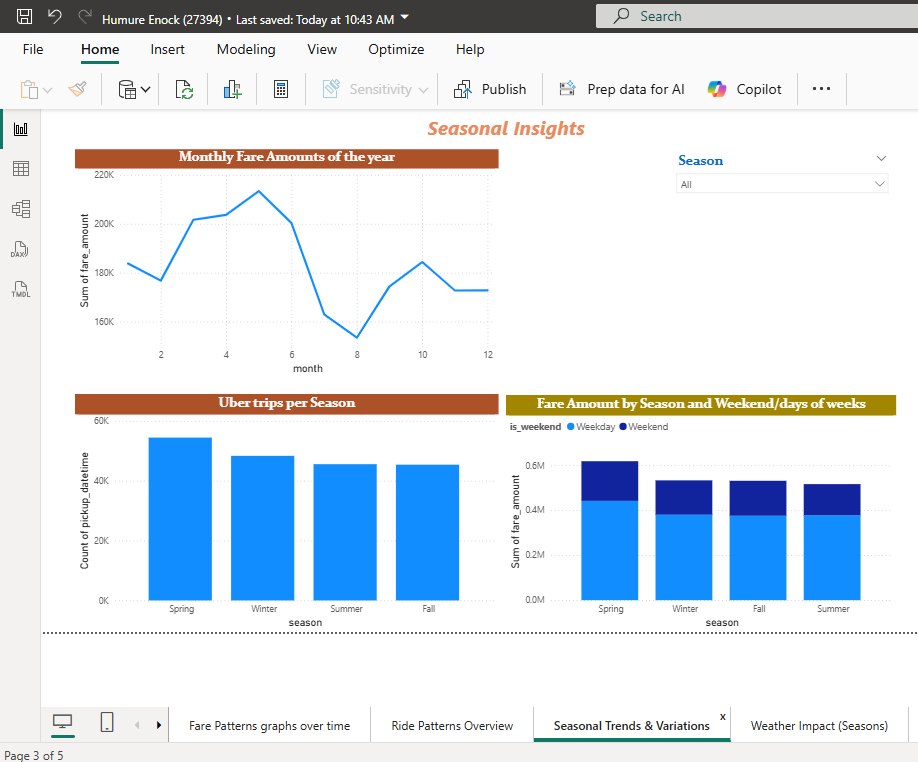 Humure Enock (27394) • Last saved: Today at 10:43 AM
Search
File Home Insert Modeling View Optimize Help
Sensitivity Publish Prep data for AI Copilot ...
DAX
TMDL
Seasonal Insights
Monthly Fare Amounts of the year
Sum of fare_amount
220K
200K
180K
160K
2 4 6 8 10 12
month
Season
All
Uber trips per Season
Count of pickup_datetime
60K
40K
20K
0K
Spring Winter Summer Fall
season
Fare Amount by Season and Weekend/days of weeks
is_weekend Weekday Weekend
Sum of fare_amount
0.6M
0.4M
0.2M
0.0M
Spring Winter Fall Summer
season
Fare Patterns graphs over time Ride Patterns Overview Seasonal Trends & Variations x Weather Impact (Seasons)
Page 3 of 5